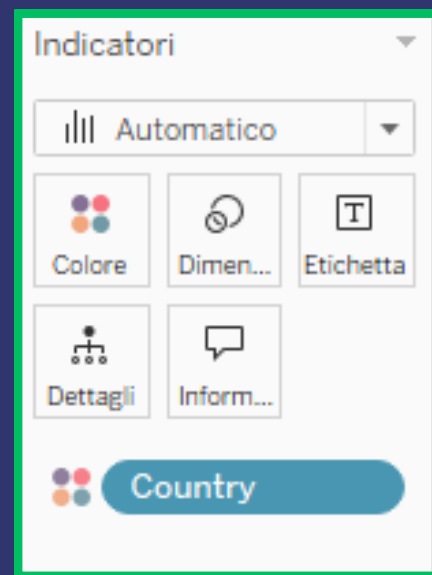 Indicatori
Automatico
Colore Dimen... Etichetta
Dettagli Inform...
Country